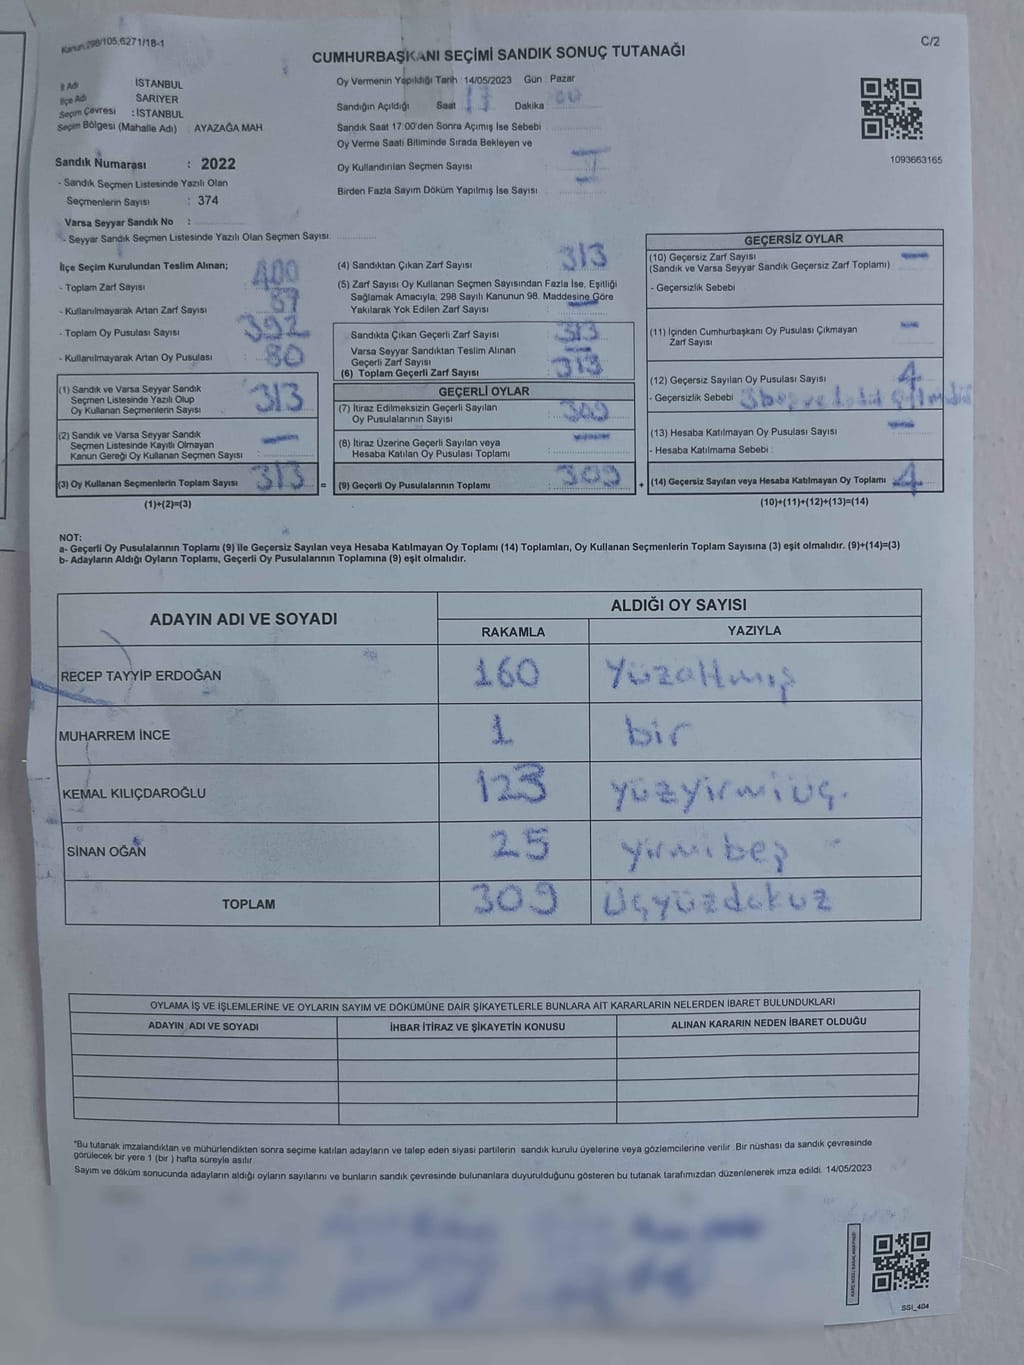 Kanun 298/105,6271/18-1
C/2
CUMHURBAŞKANI SEÇİMİ SANDIK SONUÇ TUTANAĞI
İl Adı İSTANBUL
İlçe Adı SARIYER
Seçim Çevresi : İSTANBUL
Seçim Bölgesi (Mahalle Adı) : AYAZAĞA MAH
Sandık Numarası : 2022
- Sandık Seçmen Listesinde Yazılı Olan
Seçmenlerin Sayısı : 374
Varsa Seyyar Sandık No :
- Seyyar Sandık Seçmen Listesinde Yazılı Olan Seçmen Sayısı:
Oy Vermenin Yapıldığı Tarih 14/05/2023 Gün : Pazar
Sandığın Açıldığı Saat 17 Dakika 00
Sandık Saat 17:00'den Sonra Açımış İse Sebebi
Oy Verme Saati Bitiminde Sırada Bekleyen ve
Oy Kullandırılan Seçmen Sayısı
Birden Fazla Sayım Döküm Yapılmış İse Sayısı
1093663165
İlçe Seçim Kurulundan Teslim Alınan;
- Toplam Zarf Sayısı : 400
- Kullanılmayarak Artan Zarf Sayısı : 87
- Toplam Oy Pusulası Sayısı : 392
- Kullanılmayarak Artan Oy Pusulası : 80
(1) Sandık ve Varsa Seyyar Sandık
Seçmen Listesinde Yazılı Olup
Oy Kullanan Seçmenlerin Sayısı : 313
(2) Sandık ve Varsa Seyyar Sandık
Seçmen Listesinde Kayıtlı Olmayan
Kanun Gereği Oy Kullanan Seçmen Sayısı : —
(3) Oy Kullanan Seçmenlerin Toplam Sayısı : 313 =
(1)+(2)=(3)
(4) Sandıktan Çıkan Zarf Sayısı : 313
(5) Zarf Sayısı Oy Kullanan Seçmen Sayısından Fazla İse, Eşitliği
Sağlamak Amacıyla, 298 Sayılı Kanunun 98. Maddesine Göre
Yakılarak Yok Edilen Zarf Sayısı : —
Sandıkta Çıkan Geçerli Zarf Sayısı : 313
Varsa Seyyar Sandıktan Teslim Alınan
Geçerli Zarf Sayısı : —
(6) Toplam Geçerli Zarf Sayısı : 313
GEÇERLİ OYLAR
(7) İtiraz Edilmeksizin Geçerli Sayılan
Oy Pusulalarının Sayısı : 309
(8) İtiraz Üzerine Geçerli Sayılan veya
Hesaba Katılan Oy Pusulası Toplamı : —
(9) Geçerli Oy Pusulalarının Toplamı : 309 +
GEÇERSİZ OYLAR
(10) Geçersiz Zarf Sayısı
(Sandık ve Varsa Seyyar Sandık Geçersiz Zarf Toplamı) —
- Geçersizlik Sebebi
(11) İçinden Cumhurbaşkanı Oy Pusulası Çıkmayan
Zarf Sayısı —
(12) Geçersiz Sayılan Oy Pusulası Sayısı 4
- Geçersizlik Sebebi
(13) Hesaba Katılmayan Oy Pusulası Sayısı —
- Hesaba Katılmama Sebebi :
(14) Geçersiz Sayılan veya Hesaba Katılmayan Oy Toplamı 4
(10)+(11)+(12)+(13)=(14)
NOT:
a- Geçerli Oy Pusulalarının Toplamı (9) ile Geçersiz Sayılan veya Hesaba Katılmayan Oy Toplamı (14) Toplamları, Oy Kullanan Seçmenlerin Toplam Sayısına (3) eşit olmalıdır. (9)+(14)=(3)
b- Adayların Aldığı Oyların Toplamı, Geçerli Oy Pusulalarının Toplamına (9) eşit olmalıdır.
ADAYIN ADI VE SOYADI
ALDIĞI OY SAYISI
RAKAMLA YAZIYLA
RECEP TAYYİP ERDOĞAN 160 Yüzaltmış
MUHARREM İNCE 1 bir
KEMAL KILIÇDAROĞLU 123 yüzyirmiüç.
SİNAN OĞAN 25 yirmibeş
TOPLAM 309 üçyüzdokuz
OYLAMA İŞ VE İŞLEMLERİNE VE OYLARIN SAYIM VE DÖKÜMÜNE DAİR ŞİKAYETLERLE BUNLARA AİT KARARLARIN NELERDEN İBARET BULUNDUKLARI
ADAYIN ADI VE SOYADI İHBAR İTİRAZ VE ŞİKAYETİN KONUSU ALINAN KARARIN NEDEN İBARET OLDUĞU
"Bu tutanak imzalandıktan ve mühürlendikten sonra seçime katılan adayların ve talep eden siyasi partilerin sandık kurulu üyelerine veya gözlemcilerine verilir. Bir nüshası da sandık çevresinde
görülecek bir yere 1 (bir ) hafta süreyle asılır.
Sayım ve döküm sonucunda adayların aldığı oyların sayılarını ve bunların sandık çevresinde bulunanlara duyurulduğunu gösteren bu tutanak tarafımızdan düzenlenerek imza edildi. 14/05/2023
SSI_404